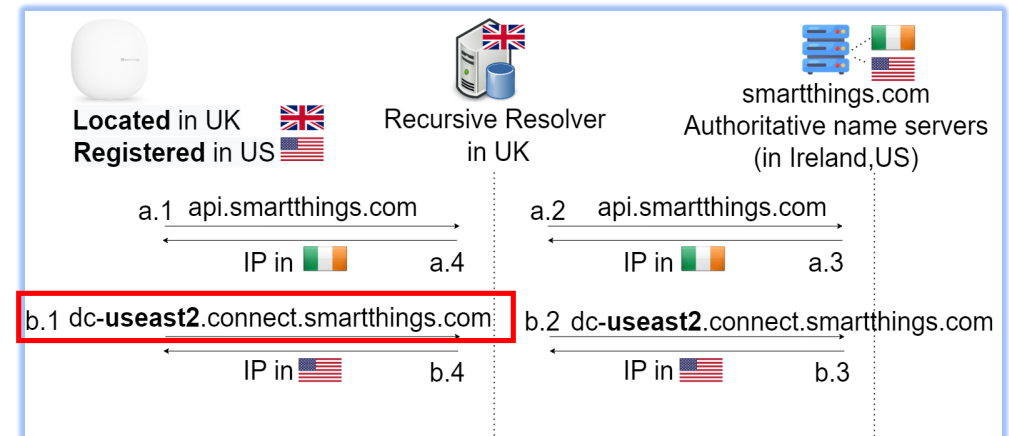 Located in UK
Registered in US
Recursive Resolver
in UK
smartthings.com
Authoritative name servers
(in Ireland,US)
a.1 api.smartthings.com
a.2 api.smartthings.com
IP in a.4
IP in a.3
b.1 dc-useast2.connect.smartthings.com
b.2 dc-useast2.connect.smartthings.com
IP in b.4
IP in b.3